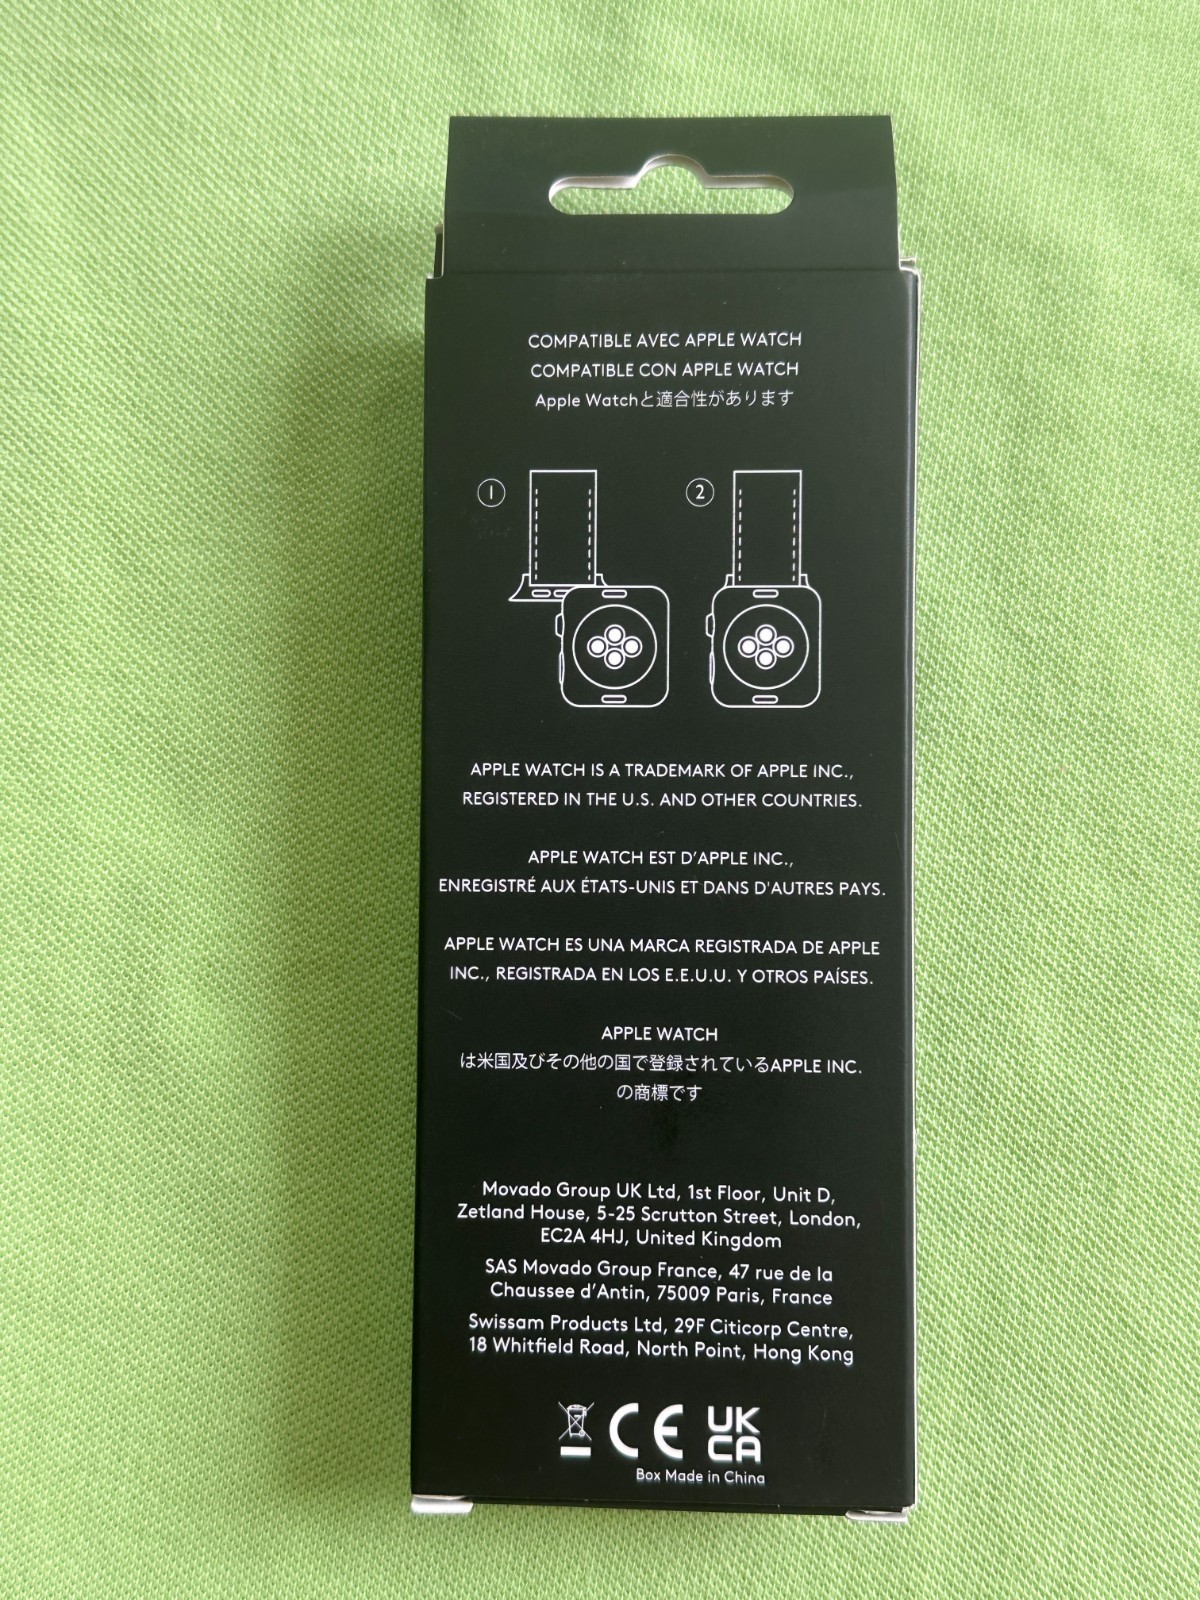 COMPATIBLE AVEC APPLE WATCH
COMPATIBLE CON APPLE WATCH
Apple Watchと適合性があります
1
2
APPLE WATCH IS A TRADEMARK OF APPLE INC.,
REGISTERED IN THE U.S. AND OTHER COUNTRIES.
APPLE WATCH EST D'APPLE INC.,
ENREGISTRÉ AUX ÉTATS-UNIS ET DANS D'AUTRES PAYS.
APPLE WATCH ES UNA MARCA REGISTRADA DE APPLE
INC., REGISTRADA EN LOS E.E.U.U. Y OTROS PAÍSES.
APPLE WATCH
は米国及びその他の国で登録されているAPPLE INC.
の商標です
Movado Group UK Ltd, 1st Floor, Unit D,
Zetland House, 5-25 Scrutton Street, London,
EC2A 4HJ, United Kingdom
SAS Movado Group France, 47 rue de la
Chaussee d'Antin, 75009 Paris, France
Swissam Products Ltd, 29F Citicorp Centre,
18 Whitfield Road, North Point, Hong Kong
CE UK
CA
Box Made in China